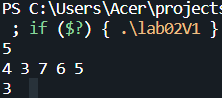 PS C:\Users\Acer\projects
; if ($?) { .\lab02V1 }
5
4 3 7 6 5
3